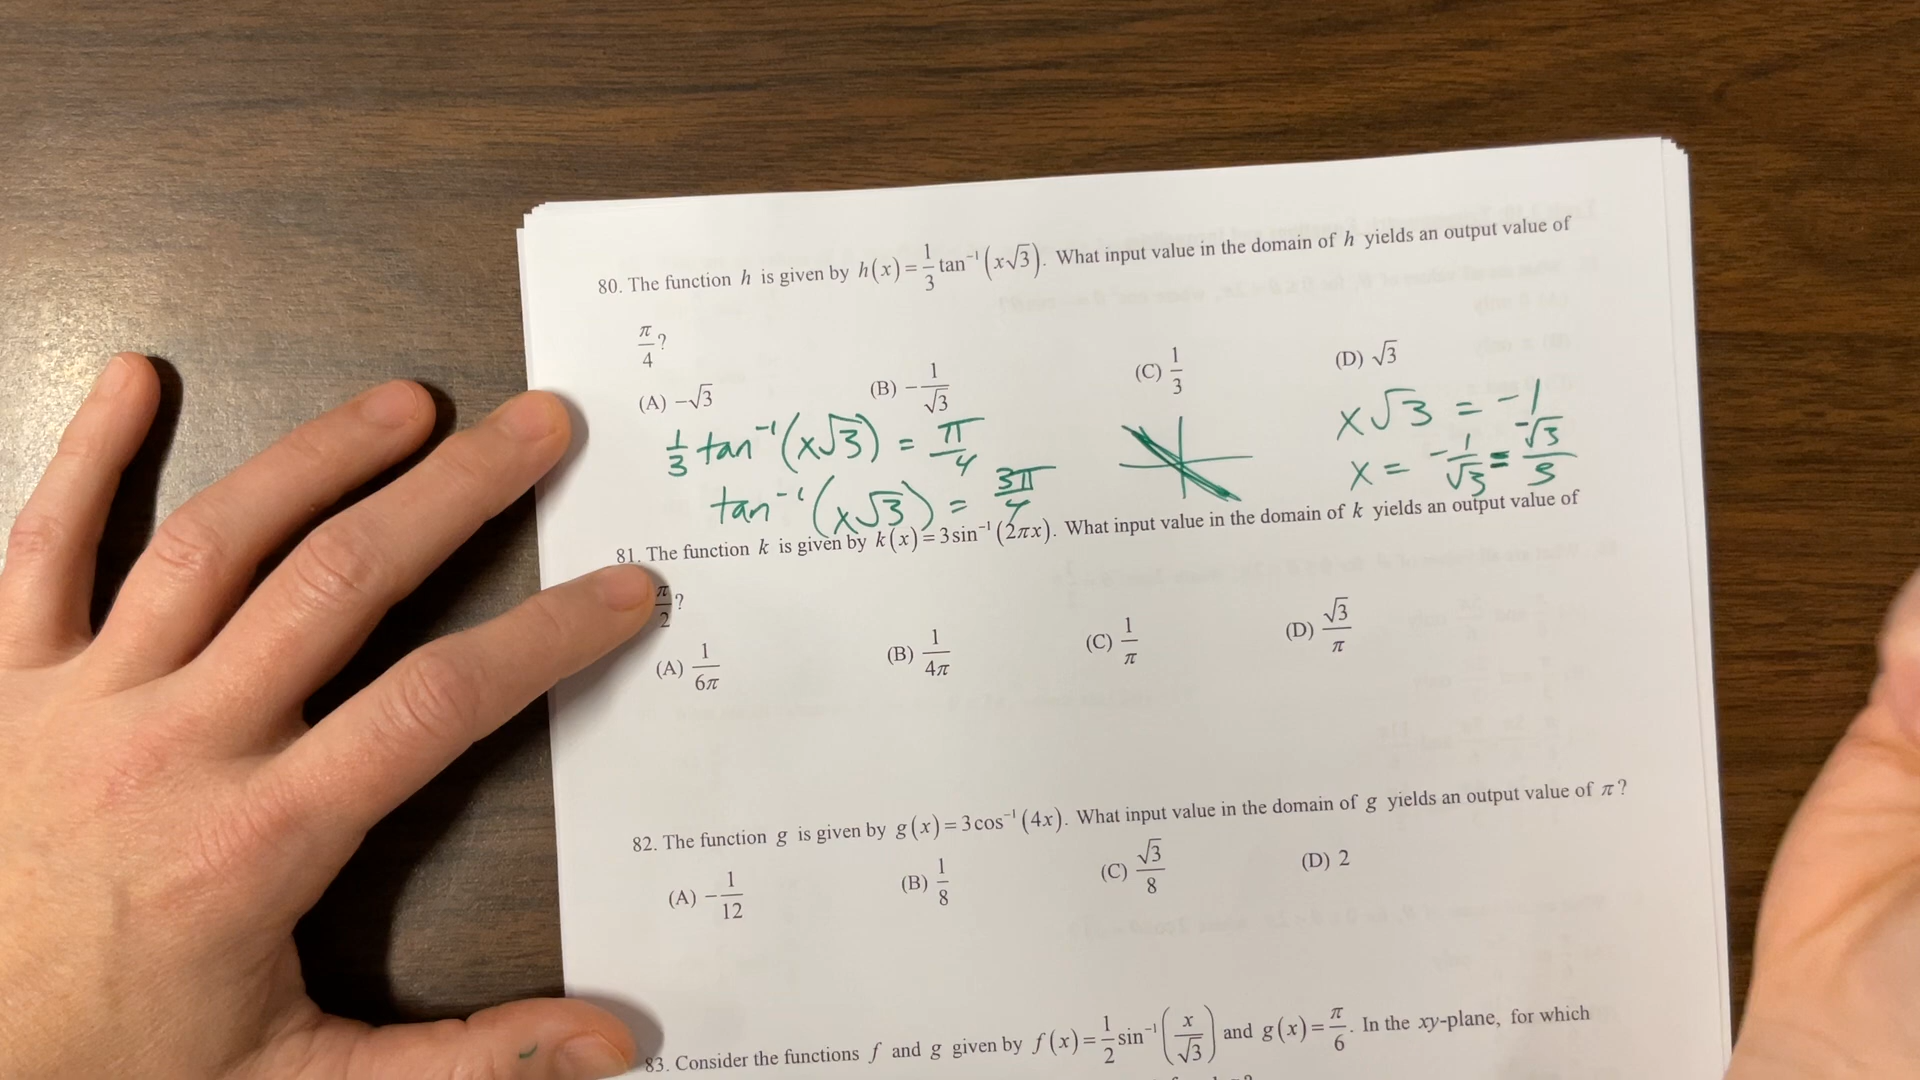 80. The function h is given by h(x) = 1/3 tan⁻¹(x√3). What input value in the domain of h yields an output value of
π/4?
(A) −√3 (B) −1/√3 (C) 1/3 (D) √3
1/3 tan⁻¹(x√3) = π/4
tan⁻¹(x√3) = 3π/4
x√3 = -1
x = -1/√3 = -√3/3
81. The function k is given by k(x) = 3 sin⁻¹(2πx). What input value in the domain of k yields an output value of
π/2?
(A) 1/6π (B) 1/4π (C) 1/π (D) √3/π
82. The function g is given by g(x) = 3 cos⁻¹(4x). What input value in the domain of g yields an output value of π?
(A) −1/12 (B) 1/8 (C) √3/8 (D) 2
83. Consider the functions f and g given by f(x) = 1/2 sin⁻¹(x/√3) and g(x) = π/6. In the xy-plane, for which